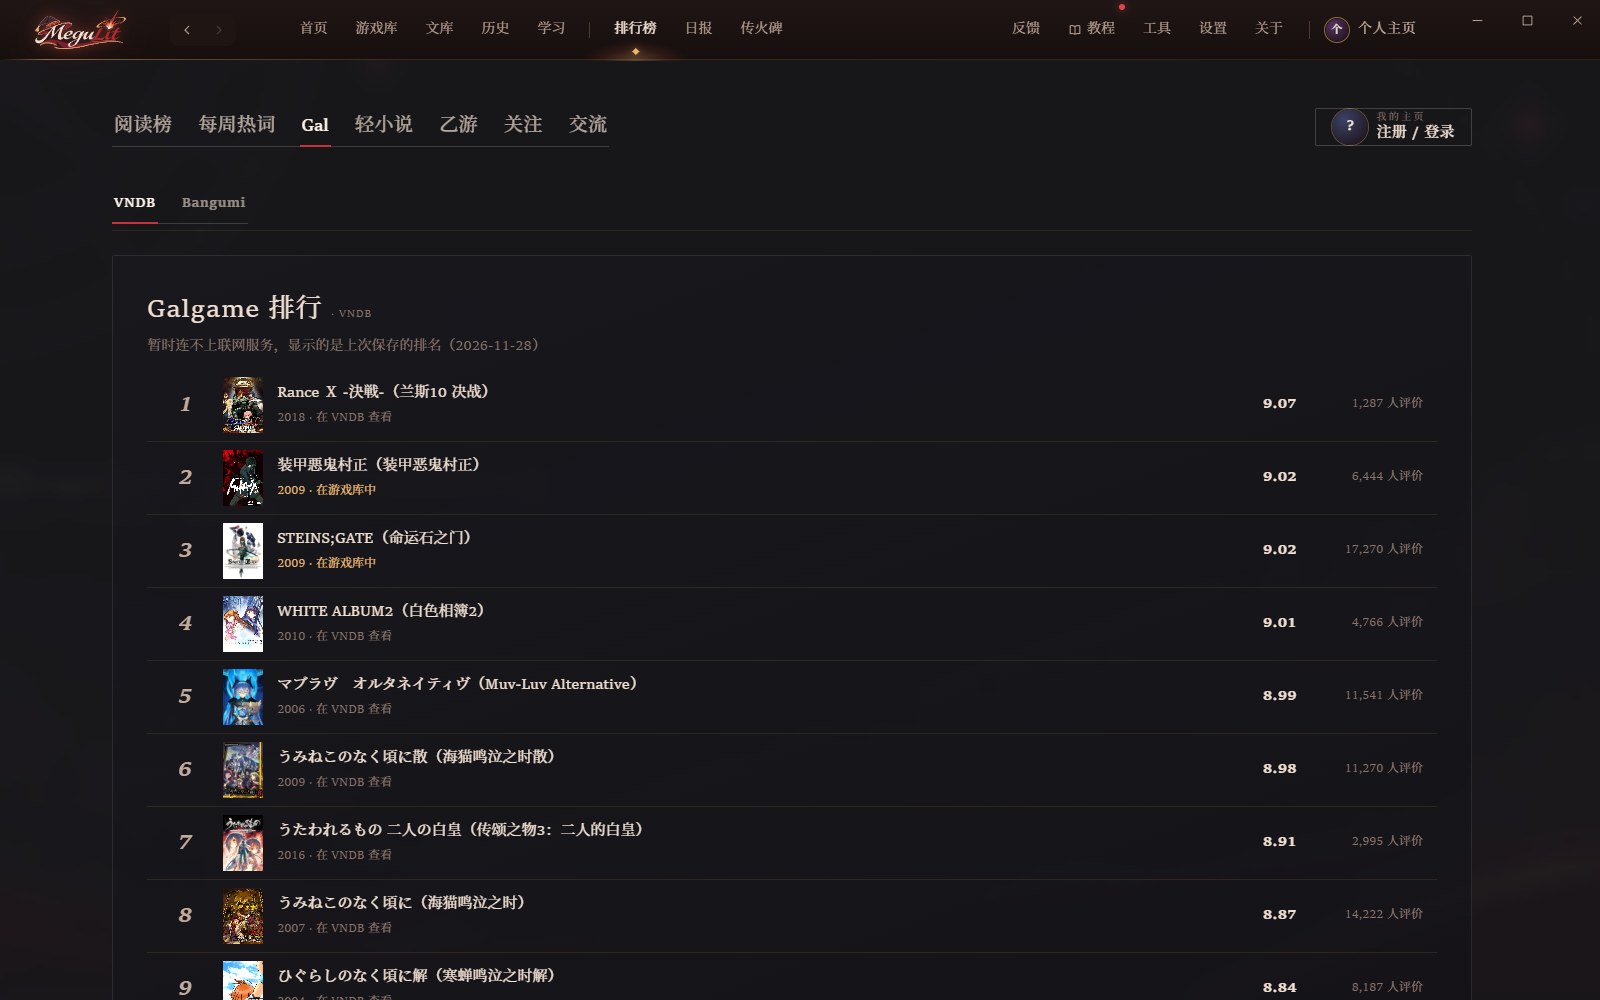 MeguLit
首页 游戏库 文库 历史 学习 排行榜 日报 传火碑 反馈 教程 工具 设置 关于 个 个人主页
阅读榜 每周热词 Gal 轻小说 乙游 关注 交流
? 我的主页
注册 / 登录
VNDB Bangumi
Galgame 排行 · VNDB
暂时连不上联网服务，显示的是上次保存的排名（2026-11-28）
1 Rance Ⅹ -决戦-（兰斯10 决战） 9.07 1,287 人评价
2018 · 在 VNDB 查看
2 装甲悪鬼村正（装甲恶鬼村正） 9.02 6,444 人评价
2009 · 在游戏库中
3 STEINS;GATE（命运石之门） 9.02 17,270 人评价
2009 · 在游戏库中
4 WHITE ALBUM2（白色相簿2） 9.01 4,766 人评价
2010 · 在 VNDB 查看
5 マブラヴ　オルタネイティヴ（Muv-Luv Alternative） 8.99 11,541 人评价
2006 · 在 VNDB 查看
6 うみねこのなく頃に散（海猫鸣泣之时散） 8.98 11,270 人评价
2009 · 在 VNDB 查看
7 うたわれるもの 二人の白皇（传颂之物3：二人的白皇） 8.91 2,995 人评价
2016 · 在 VNDB 查看
8 うみねこのなく頃に（海猫鸣泣之时） 8.87 14,222 人评价
2007 · 在 VNDB 查看
9 ひぐらしのなく頃に解（寒蝉鸣泣之时解） 8.84 8,187 人评价